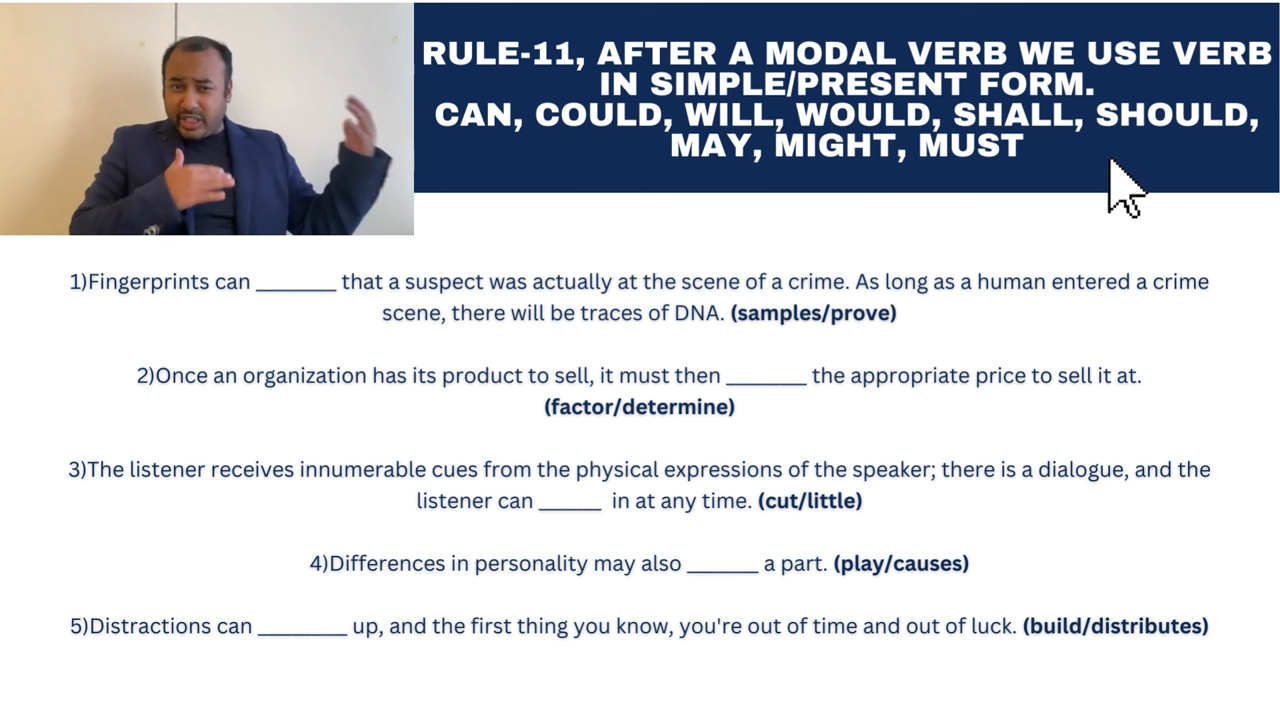 RULE-11, AFTER A MODAL VERB WE USE VERB
IN SIMPLE/PRESENT FORM.
CAN, COULD, WILL, WOULD, SHALL, SHOULD,
MAY, MIGHT, MUST
1)Fingerprints can ________ that a suspect was actually at the scene of a crime. As long as a human entered a crime
scene, there will be traces of DNA. (samples/prove)
2)Once an organization has its product to sell, it must then ________ the appropriate price to sell it at.
(factor/determine)
3)The listener receives innumerable cues from the physical expressions of the speaker; there is a dialogue, and the
listener can ______ in at any time. (cut/little)
4)Differences in personality may also _______ a part. (play/causes)
5)Distractions can _________ up, and the first thing you know, you're out of time and out of luck. (build/distributes)